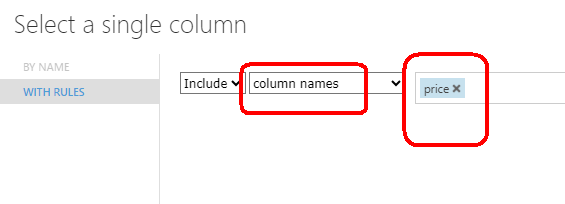 Select a single column
BY NAME
WITH RULES
Include column names price ×